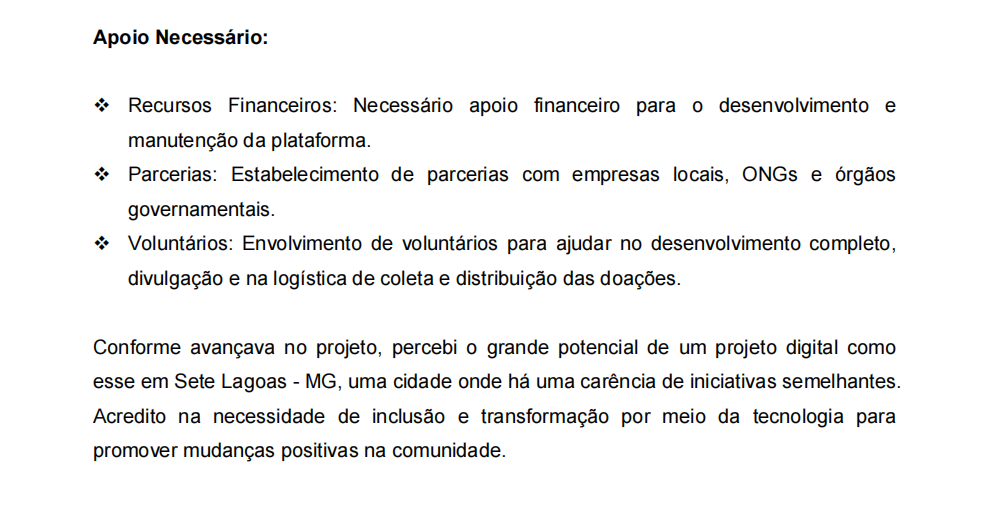 Apoio Necessário:
❖ Recursos Financeiros: Necessário apoio financeiro para o desenvolvimento e
manutenção da plataforma.
❖ Parcerias: Estabelecimento de parcerias com empresas locais, ONGs e órgãos
governamentais.
❖ Voluntários: Envolvimento de voluntários para ajudar no desenvolvimento completo,
divulgação e na logística de coleta e distribuição das doações.
Conforme avançava no projeto, percebi o grande potencial de um projeto digital como
esse em Sete Lagoas - MG, uma cidade onde há uma carência de iniciativas semelhantes.
Acredito na necessidade de inclusão e transformação por meio da tecnologia para
promover mudanças positivas na comunidade.